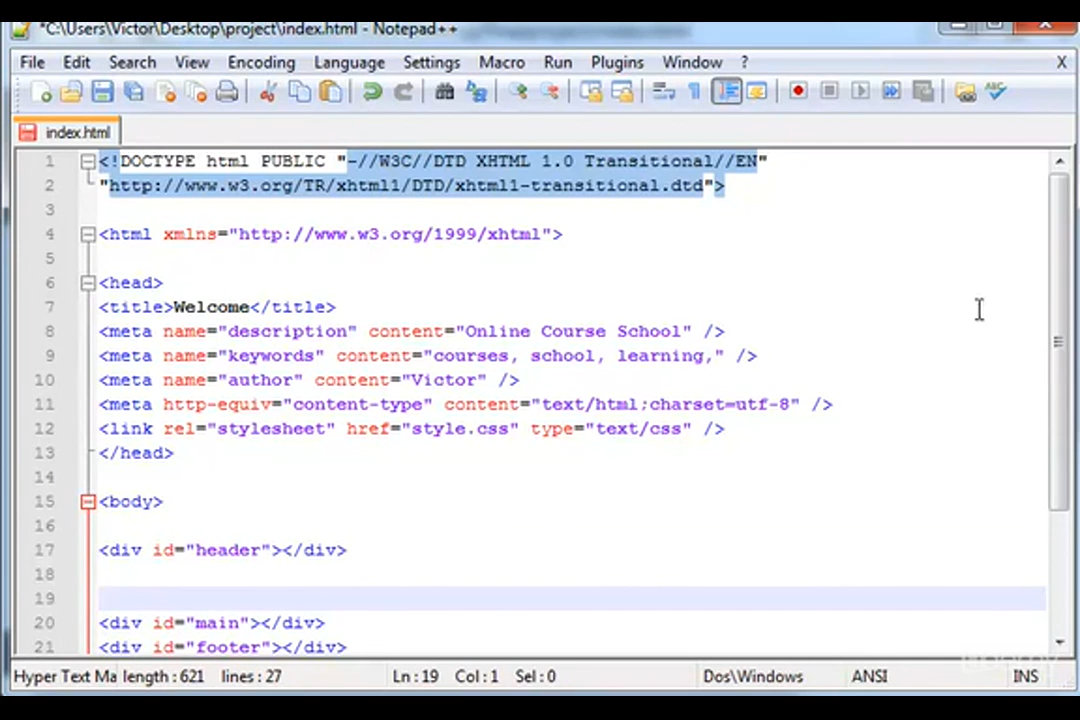 *C:\Users\Victor\Desktop\project\index.html - Notepad++
File Edit Search View Encoding Language Settings Macro Run Plugins Window ? X
index.html
1 <!DOCTYPE html PUBLIC "-//W3C//DTD XHTML 1.0 Transitional//EN"
2 "http://www.w3.org/TR/xhtml1/DTD/xhtml1-transitional.dtd">
3
4 <html xmlns="http://www.w3.org/1999/xhtml">
5
6 <head>
7 <title>Welcome</title>
8 <meta name="description" content="Online Course School" />
9 <meta name="keywords" content="courses, school, learning," />
10 <meta name="author" content="Victor" />
11 <meta http-equiv="content-type" content="text/html;charset=utf-8" />
12 <link rel="stylesheet" href="style.css" type="text/css" />
13 </head>
14
15 <body>
16
17 <div id="header"></div>
18
19
20 <div id="main"></div>
21 <div id="footer"></div>
Hyper Text Ma length : 621 lines : 27 Ln : 19 Col : 1 Sel : 0 Dos\Windows ANSI INS